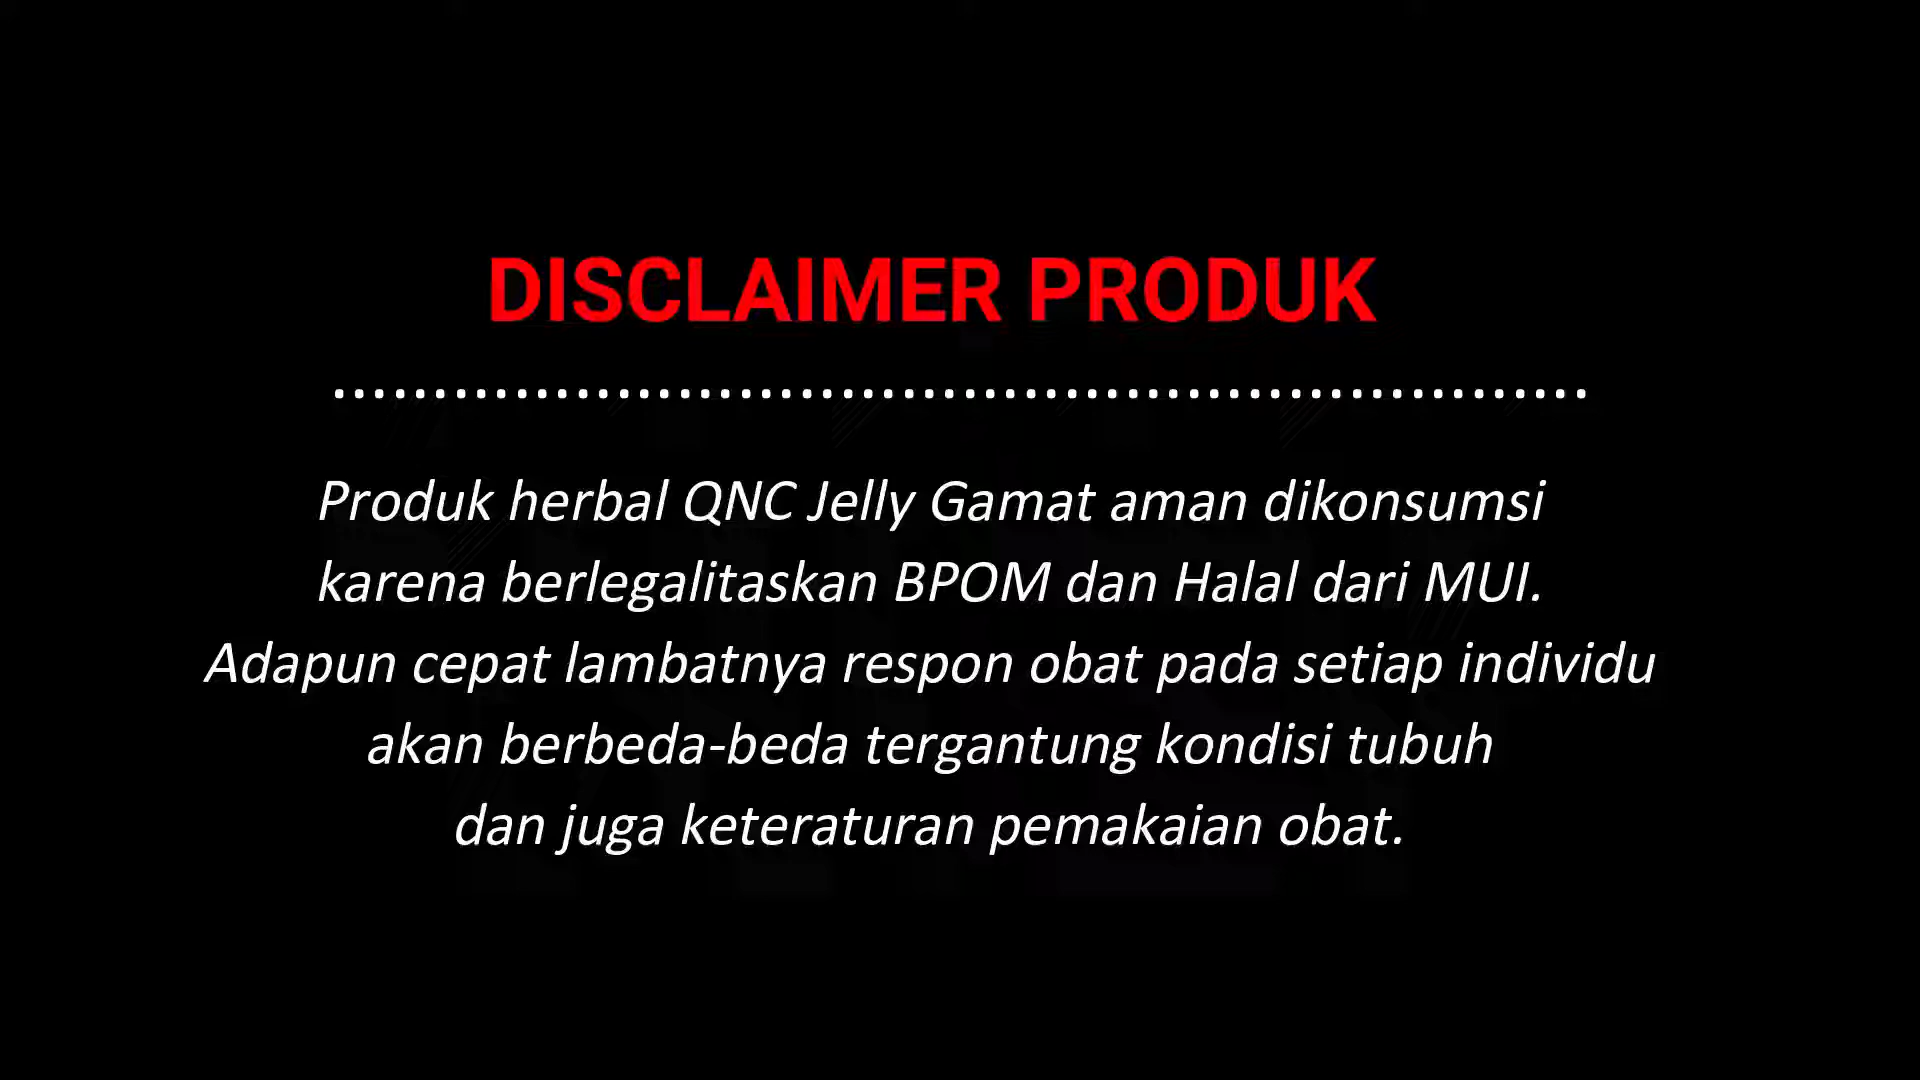 DISCLAIMER PRODUK
..............................................................
Produk herbal QNC Jelly Gamat aman dikonsumsi
karena berlegalitaskan BPOM dan Halal dari MUI.
Adapun cepat lambatnya respon obat pada setiap individu
akan berbeda-beda tergantung kondisi tubuh
dan juga keteraturan pemakaian obat.